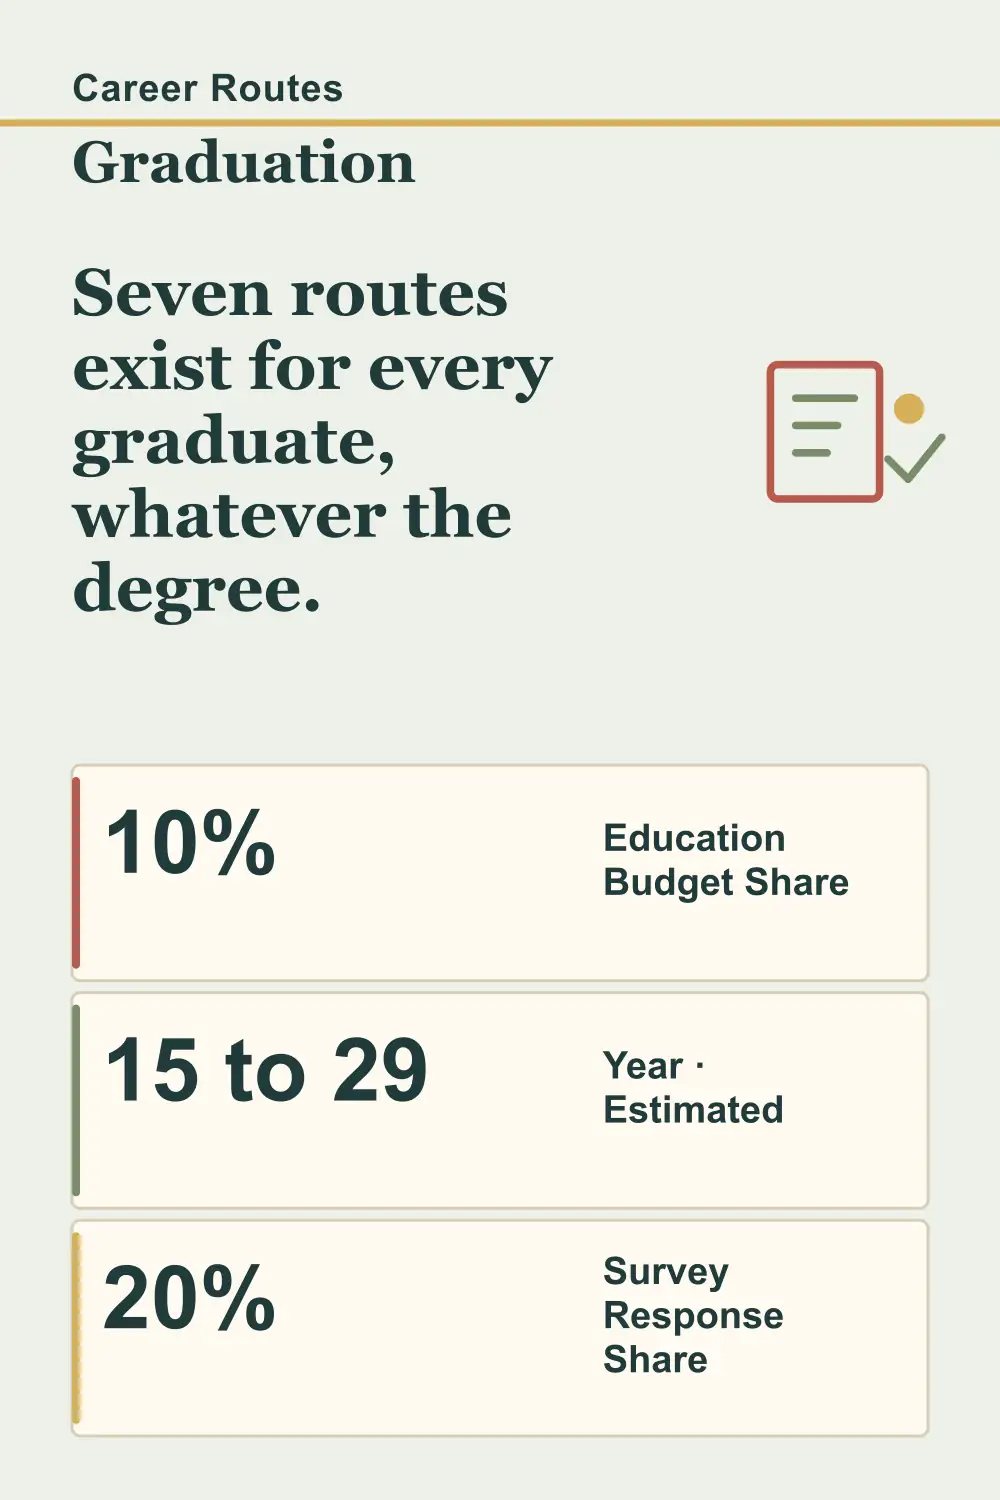 Career Routes
Graduation
Seven routes
exist for every
graduate,
whatever the
degree.
10%
Education
Budget Share
15 to 29
Year ·
Estimated
20%
Survey
Response
Share